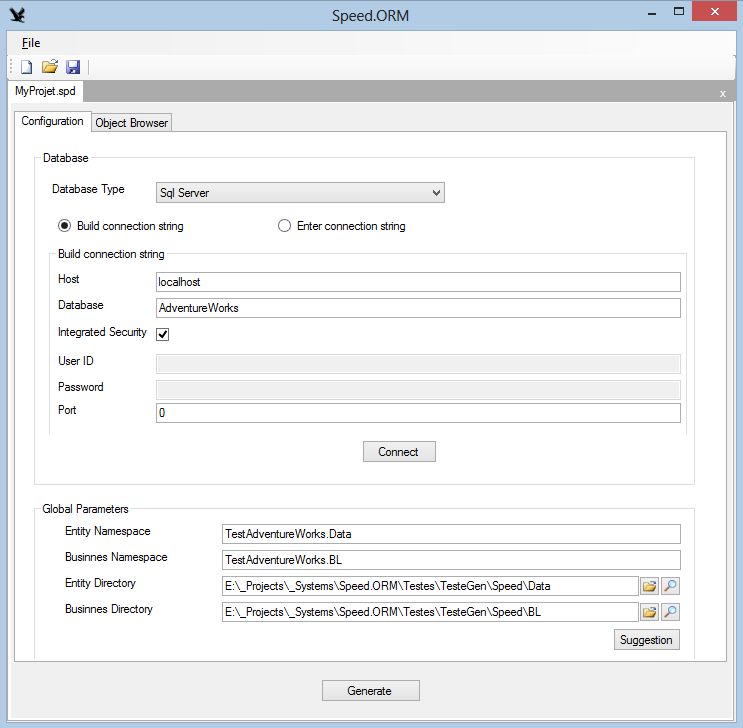 Speed.ORM
File
MyProjet.spd
x
Configuration Object Browser
Database
Database Type Sql Server
Build connection string Enter connection string
Build connection string
Host localhost
Database AdventureWorks
Integrated Security
User ID
Password
Port 0
Connect
Global Parameters
Entity Namespace TestAdventureWorks.Data
Businnes Namespace TestAdventureWorks.BL
Entity Directory E:\_Projects\_Systems\Speed.ORM\Testes\TesteGen\Speed\Data
Businnes Directory E:\_Projects\_Systems\Speed.ORM\Testes\TesteGen\Speed\BL
Suggestion
Generate